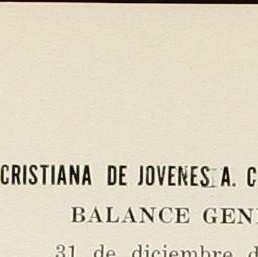 CRISTIANA DE JOVENES A. C
BALANCE GEN
31 de diciembre d